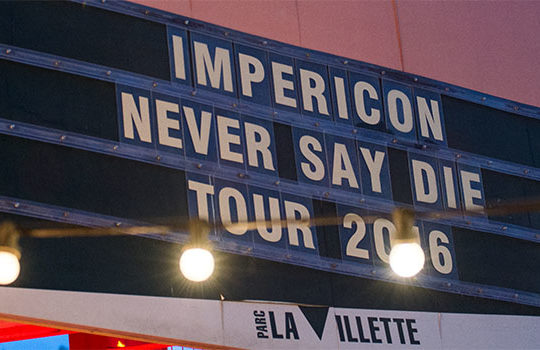 IMPERICON
NEVER SAY DIE
TOUR 2016
PARC LA VILLETTE